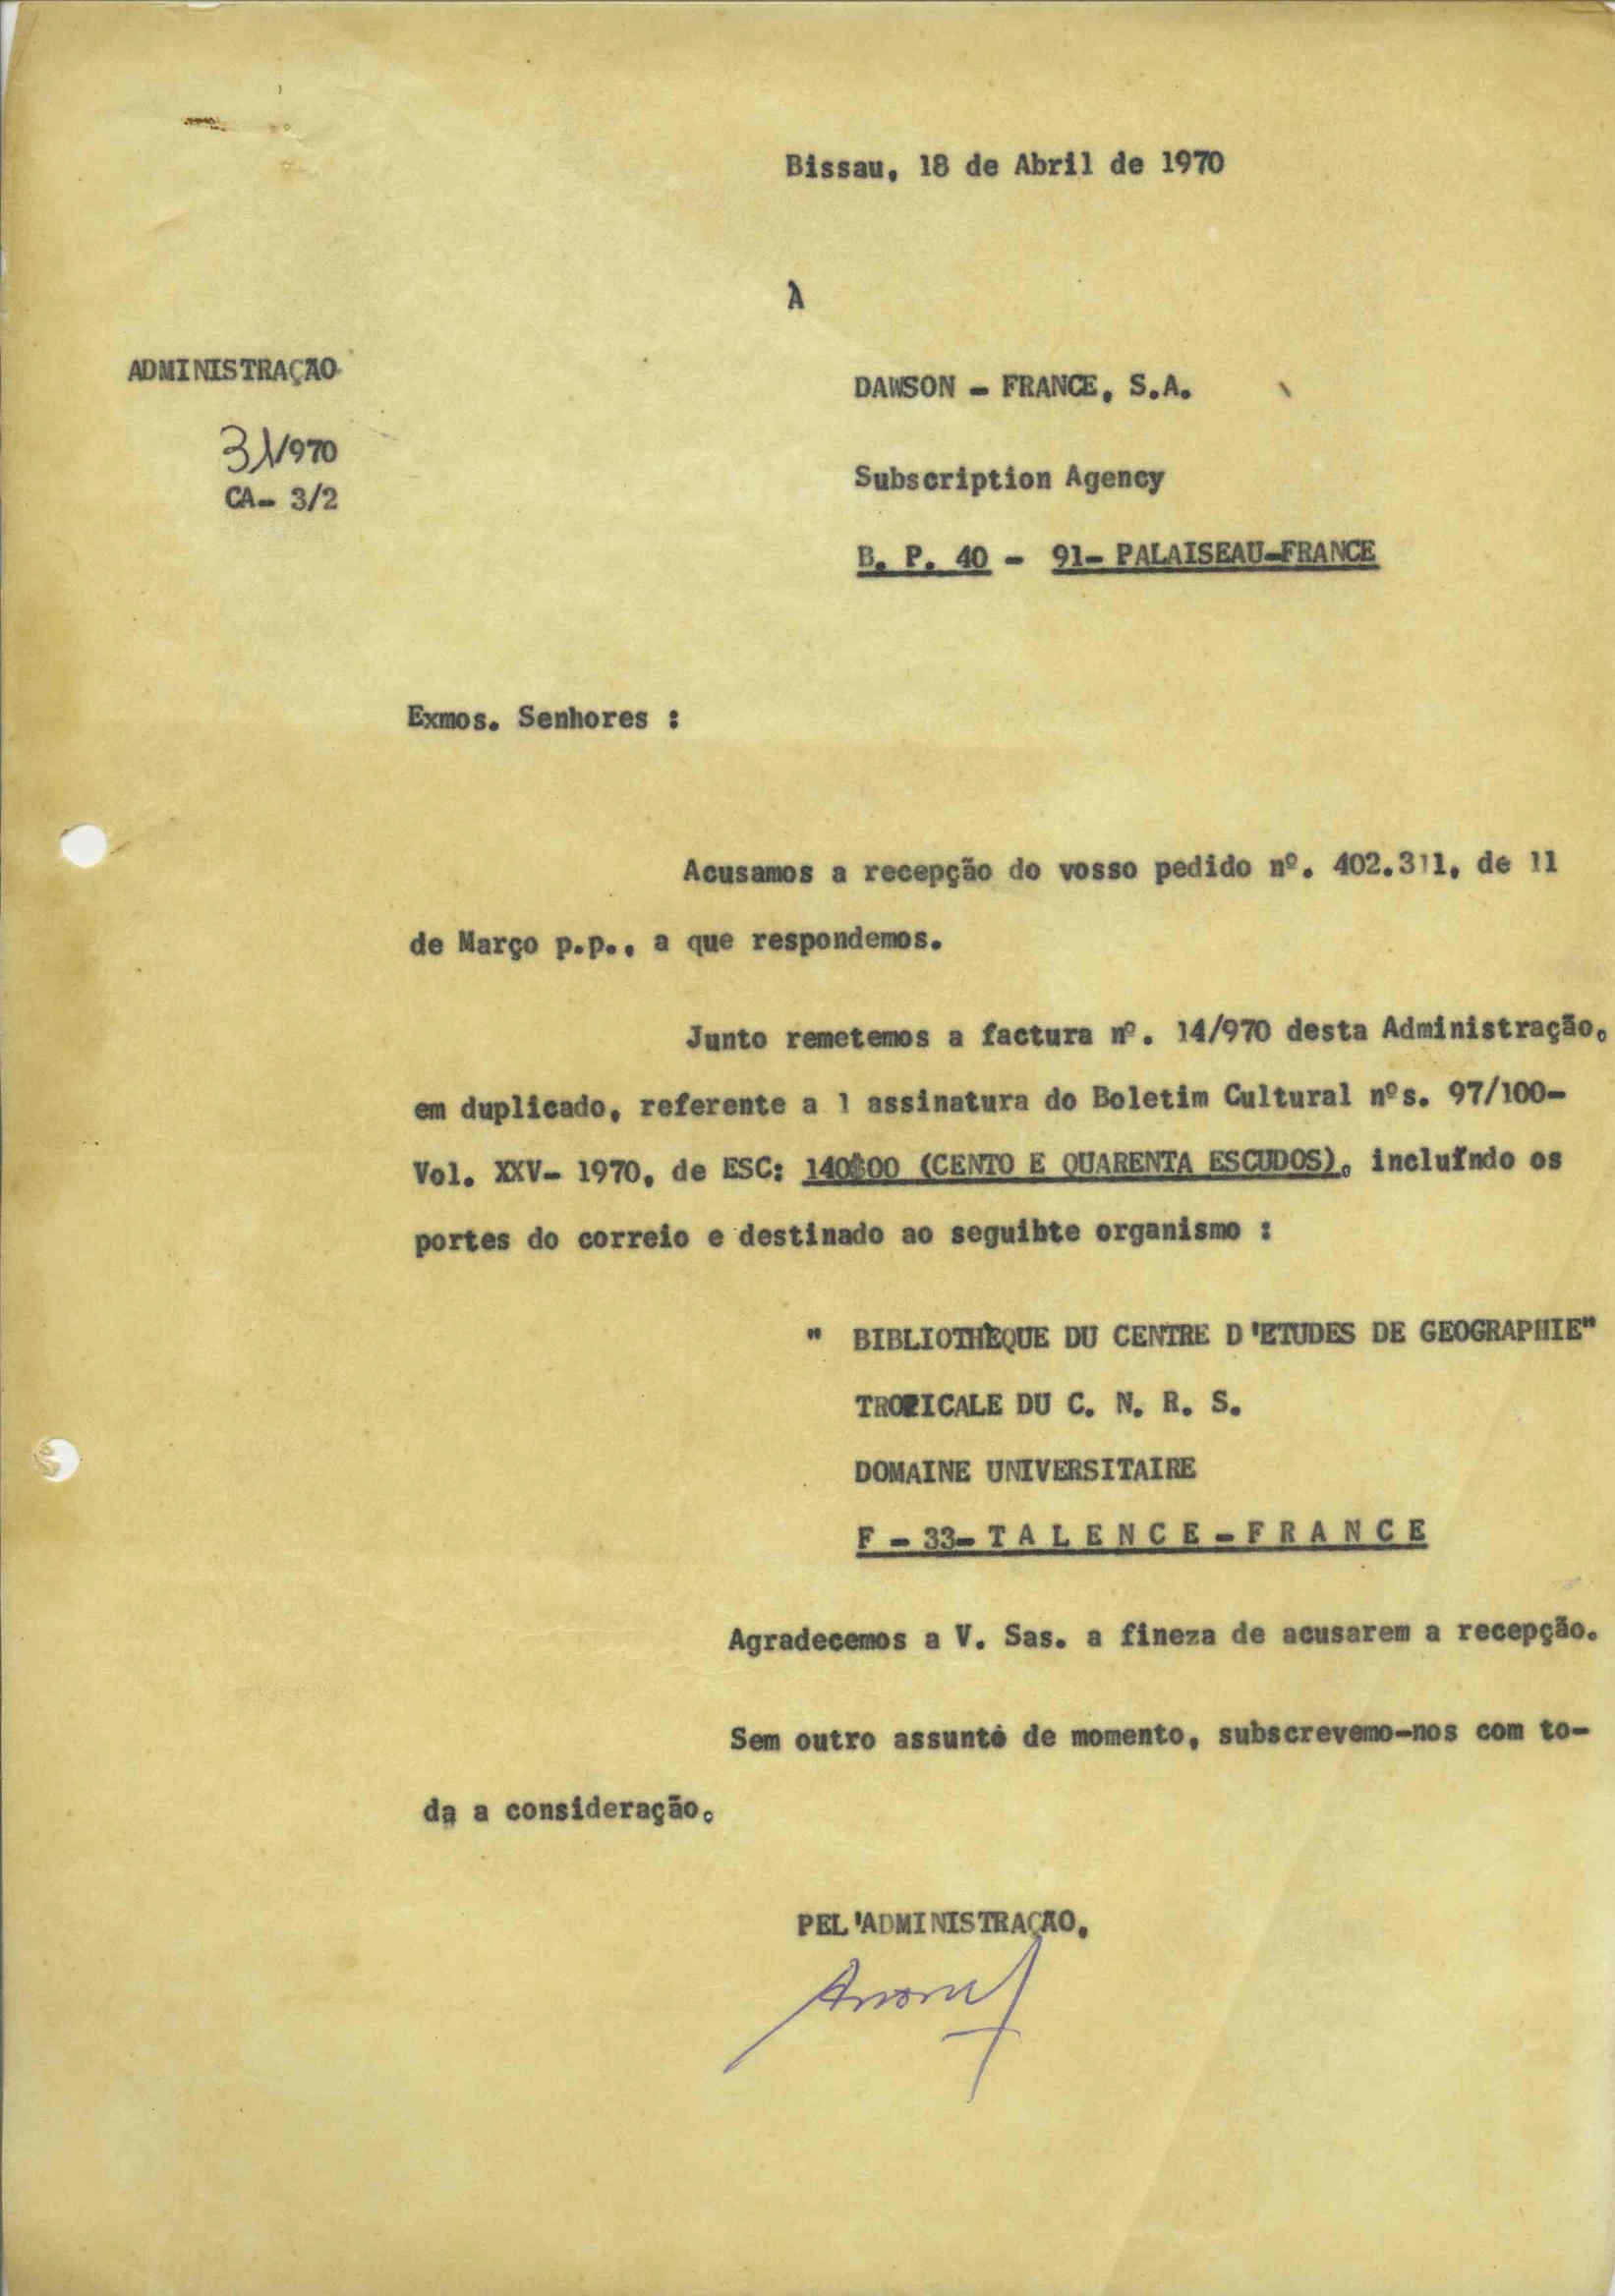 Bissau, 18 de Abril de 1970
À
ADMINISTRAÇÃO
DAWSON - FRANCE, S.A.
31/970
Subscription Agency
CA- 3/2
B. P. 40 - 91- PALAISEAU-FRANCE
Exmos. Senhores :
Acusamos a recepção do vosso pedido nº. 402.311, de 11
de Março p.p., a que respondemos.
Junto remetemos a factura nº. 14/970 desta Administração,
em duplicado, referente a 1 assinatura do Boletim Cultural nºs. 97/100-
Vol. XXV- 1970, de ESC: 140$00 (CENTO E QUARENTA ESCUDOS), incluíndo os
portes do correio e destinado ao seguihte organismo :
" BIBLIOTHÈQUE DU CENTRE D'ETUDES DE GEOGRAPHIE"
TROPICALE DU C. N. R. S.
DOMAINE UNIVERSITAIRE
F - 33- T A L E N C E - F R A N C E
Agradecemos a V. Sas. a fineza de acusarem a recepção.
Sem outro assunto de momento, subscrevemo-nos com to-
da a consideração.
PEL'ADMINISTRAÇÃO,